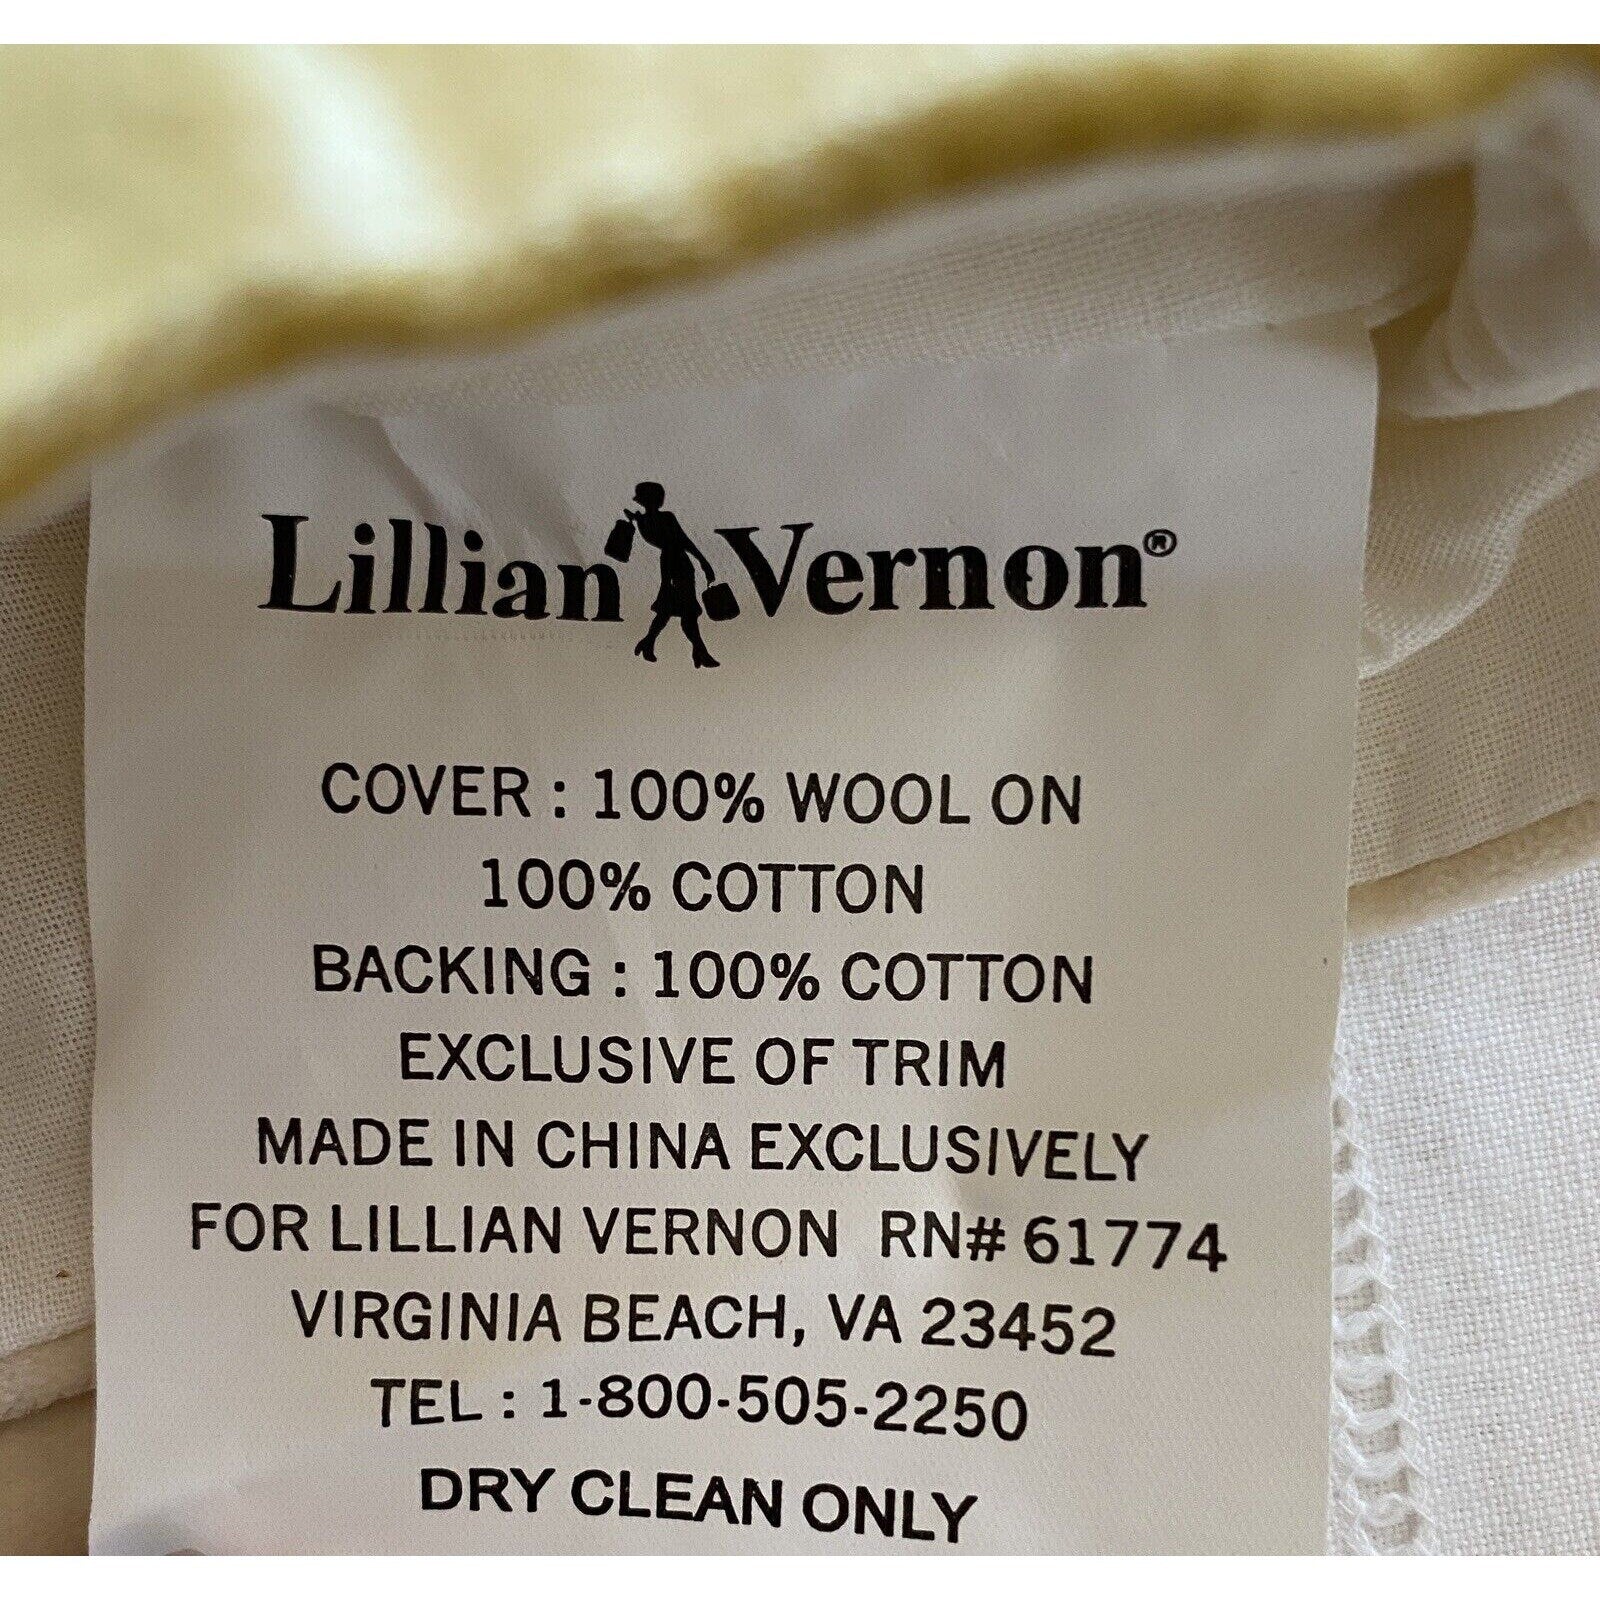 Lillian Vernon®
COVER : 100% WOOL ON
100% COTTON
BACKING : 100% COTTON
EXCLUSIVE OF TRIM
MADE IN CHINA EXCLUSIVELY
FOR LILLIAN VERNON RN# 61774
VIRGINIA BEACH, VA 23452
TEL : 1-800-505-2250
DRY CLEAN ONLY